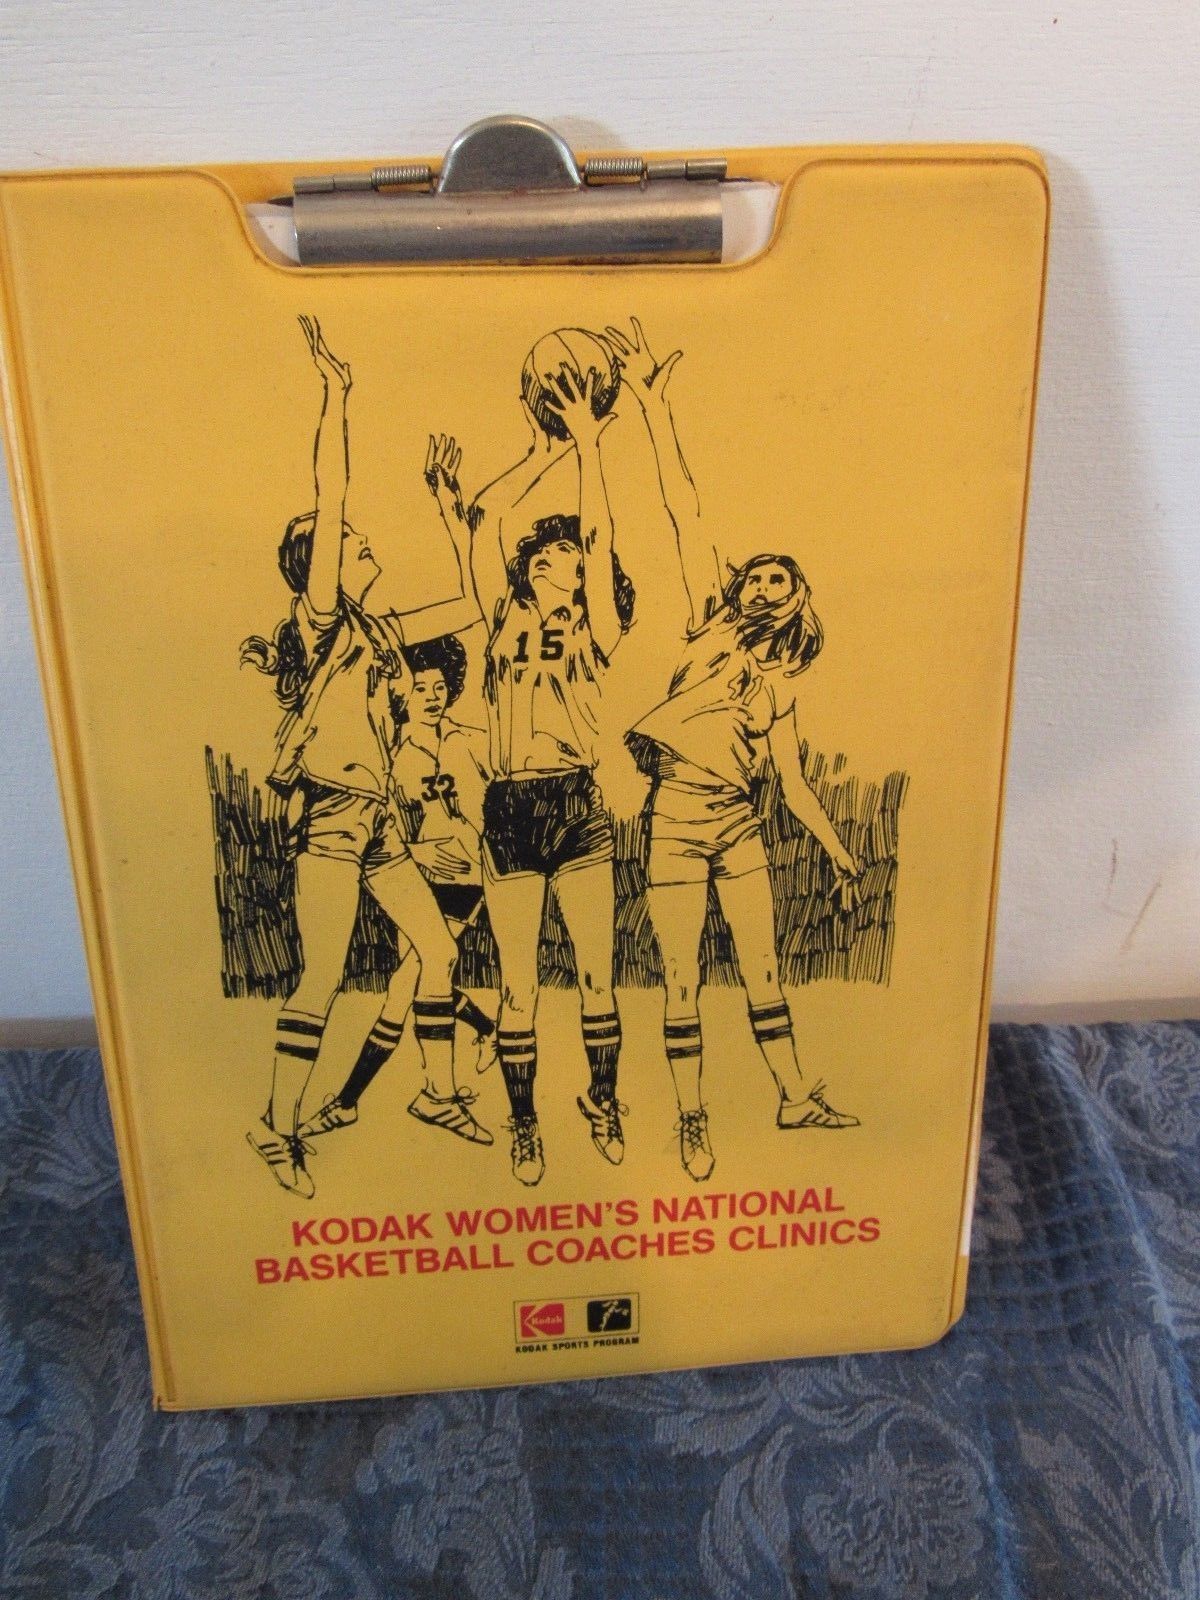 15
32
KODAK WOMEN'S NATIONAL
BASKETBALL COACHES CLINICS
Kodak
KODAK SPORTS PROGRAM